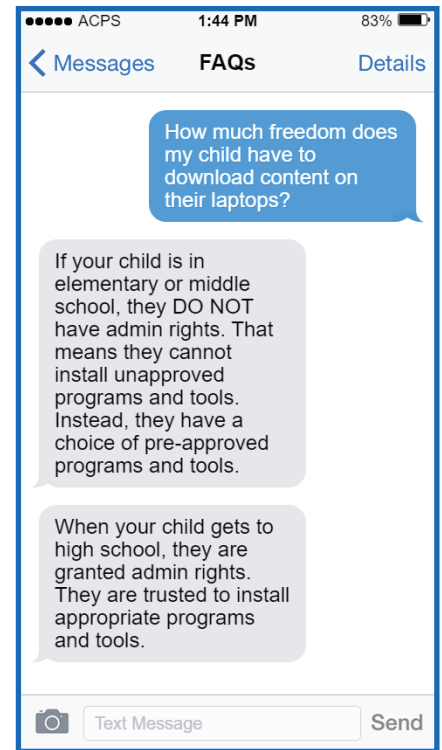 ACPS 1:44 PM 83%
Messages FAQs Details
How much freedom does
my child have to
download content on
their laptops?
If your child is in
elementary or middle
school, they DO NOT
have admin rights. That
means they cannot
install unapproved
programs and tools.
Instead, they have a
choice of pre-approved
programs and tools.
When your child gets to
high school, they are
granted admin rights.
They are trusted to install
appropriate programs
and tools.
Text Message Send